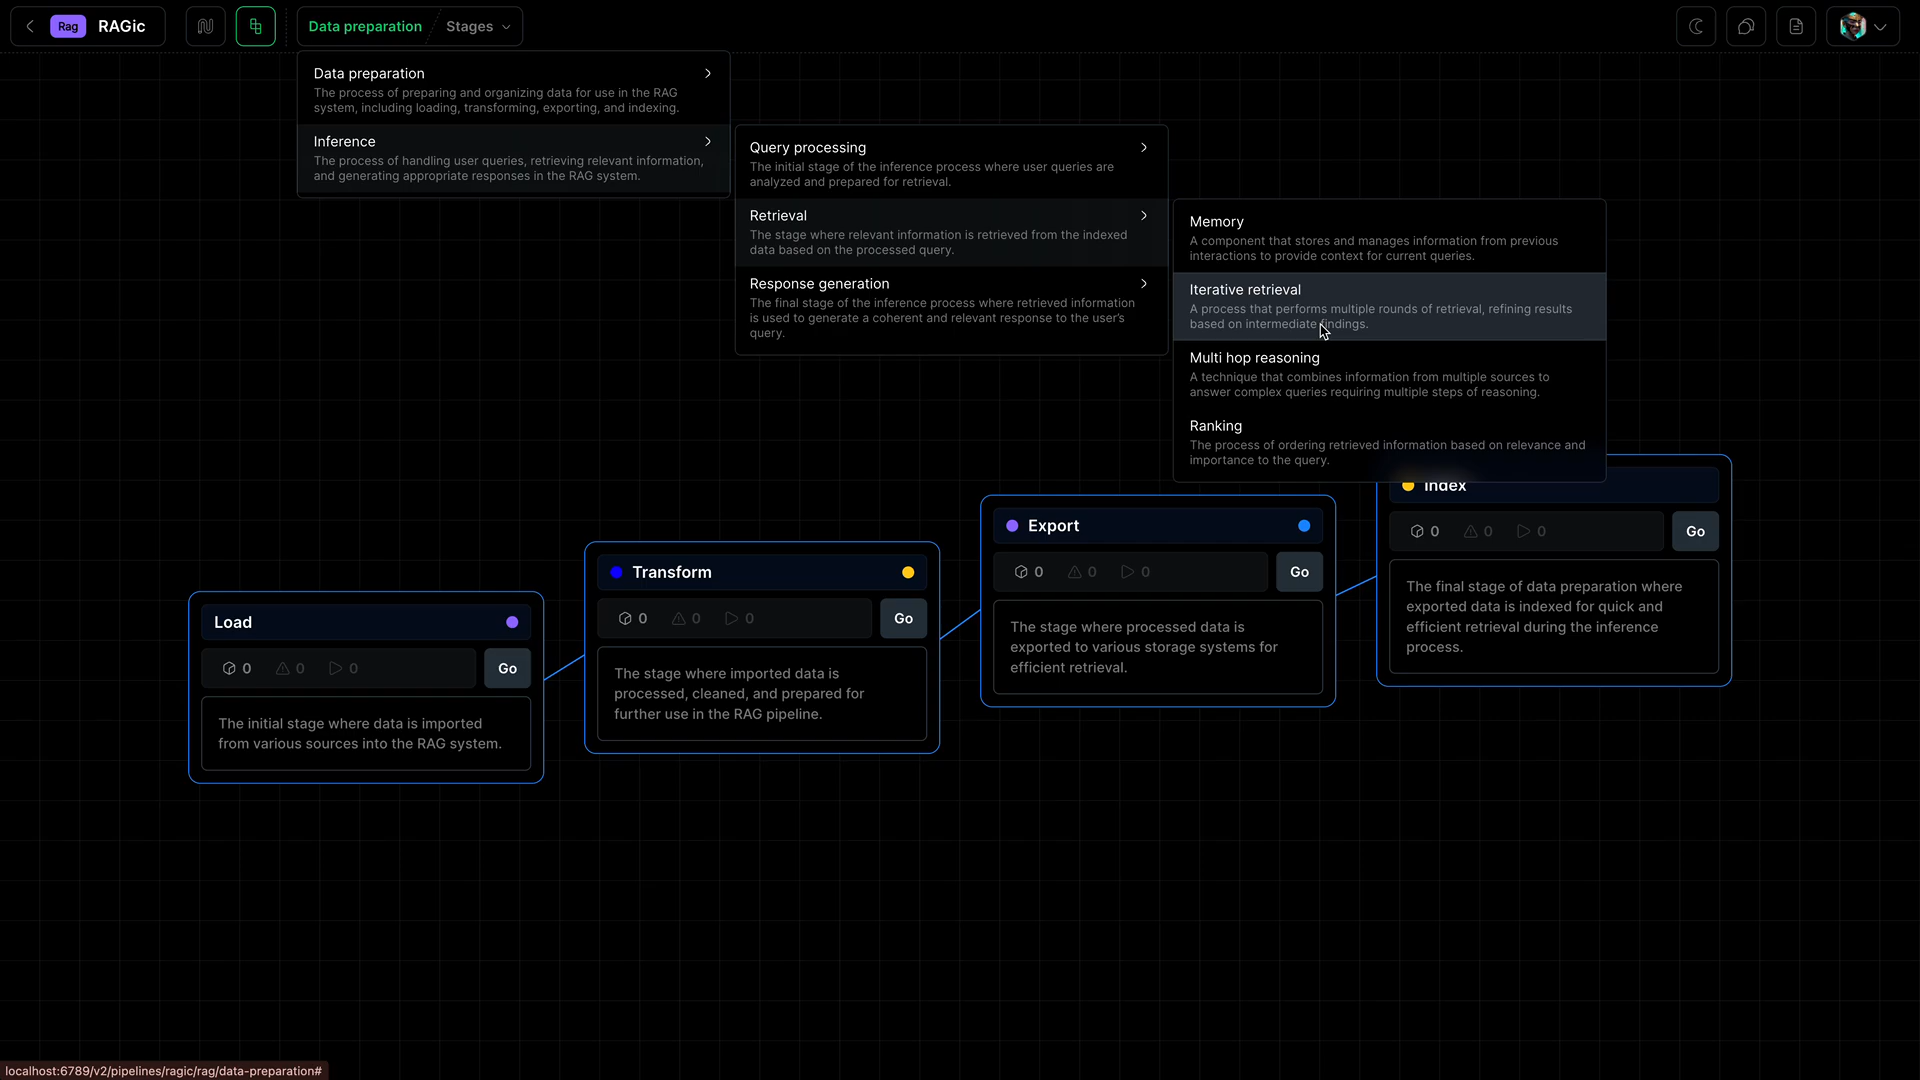 Rag RAGic Data preparation Stages
Data preparation
The process of preparing and organizing data for use in the RAG
system, including loading, transforming, exporting, and indexing.
Inference
The process of handling user queries, retrieving relevant information,
and generating appropriate responses in the RAG system.
Query processing
The initial stage of the inference process where user queries are
analyzed and prepared for retrieval.
Retrieval
The stage where relevant information is retrieved from the indexed
data based on the processed query.
Response generation
The final stage of the inference process where retrieved information
is used to generate a coherent and relevant response to the user's
query.
Memory
A component that stores and manages information from previous
interactions to provide context for current queries.
Iterative retrieval
A process that performs multiple rounds of retrieval, refining results
based on intermediate findings.
Multi hop reasoning
A technique that combines information from multiple sources to
answer complex queries requiring multiple steps of reasoning.
Ranking
The process of ordering retrieved information based on relevance and
importance to the query.
Load
0 0 0 Go
The initial stage where data is imported
from various sources into the RAG system.
Transform
0 0 0 Go
The stage where imported data is
processed, cleaned, and prepared for
further use in the RAG pipeline.
Export
0 0 0 Go
The stage where processed data is
exported to various storage systems for
efficient retrieval.
Index
0 0 0 Go
The final stage of data preparation where
exported data is indexed for quick and
efficient retrieval during the inference
process.
localhost:6789/v2/pipelines/ragic/rag/data-preparation#